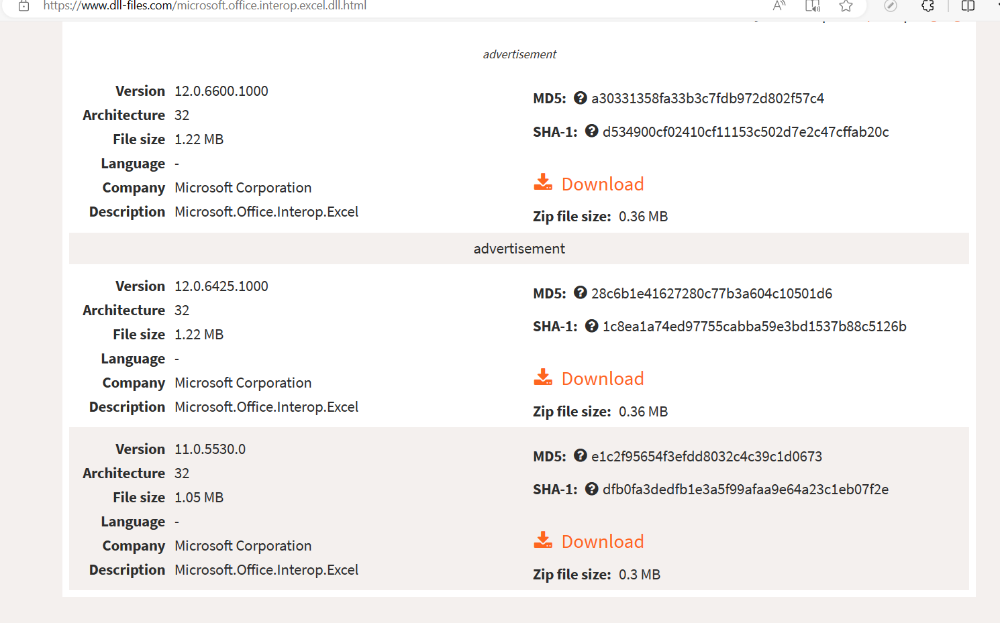 https://www.dll-files.com/microsoft.office.interop.excel.dll.html
advertisement
Version 12.0.6600.1000
Architecture 32
File size 1.22 MB
Language -
Company Microsoft Corporation
Description Microsoft.Office.Interop.Excel
MD5: a30331358fa33b3c7fdb972d802f57c4
SHA-1: d534900cf02410cf11153c502d7e2c47cffab20c
Download
Zip file size: 0.36 MB
advertisement
Version 12.0.6425.1000
Architecture 32
File size 1.22 MB
Language -
Company Microsoft Corporation
Description Microsoft.Office.Interop.Excel
MD5: 28c6b1e41627280c77b3a604c10501d6
SHA-1: 1c8ea1a74ed97755cabba59e3bd1537b88c5126b
Download
Zip file size: 0.36 MB
Version 11.0.5530.0
Architecture 32
File size 1.05 MB
Language -
Company Microsoft Corporation
Description Microsoft.Office.Interop.Excel
MD5: e1c2f95654f3efdd8032c4c39c1d0673
SHA-1: dfb0fa3dedfb1e3a5f99afaa9e64a23c1eb07f2e
Download
Zip file size: 0.3 MB